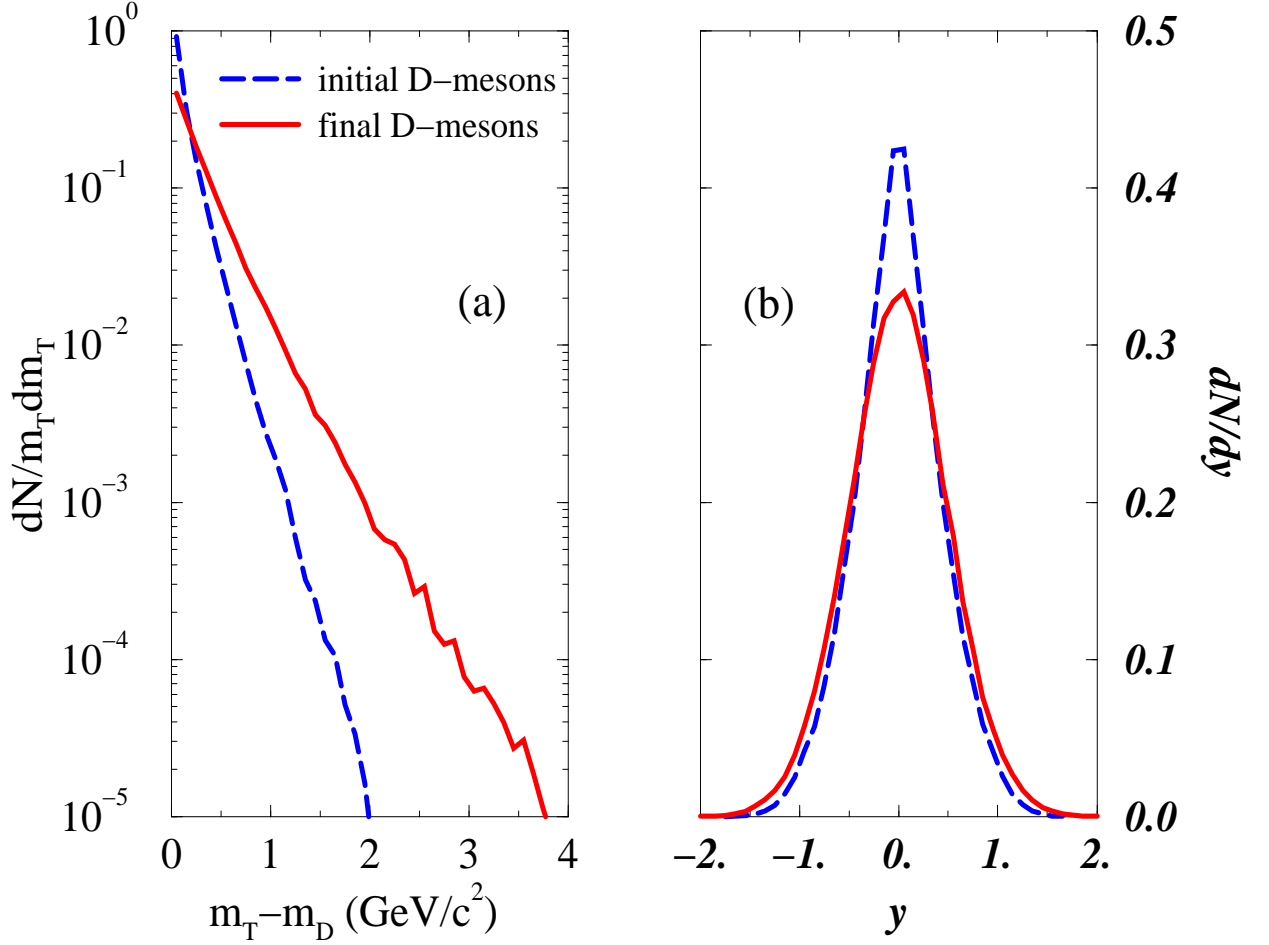 10^0
10^−1
10^−2
10^−3
10^−4
10^−5
dN/m_T dm_T
initial D−mesons
final D−mesons
(a)
0 1 2 3 4
m_T−m_D (GeV/c^2)
(b)
0.5
0.4
0.3
0.2
0.1
0.0
dN/dy
−2. −1. 0. 1. 2.
y